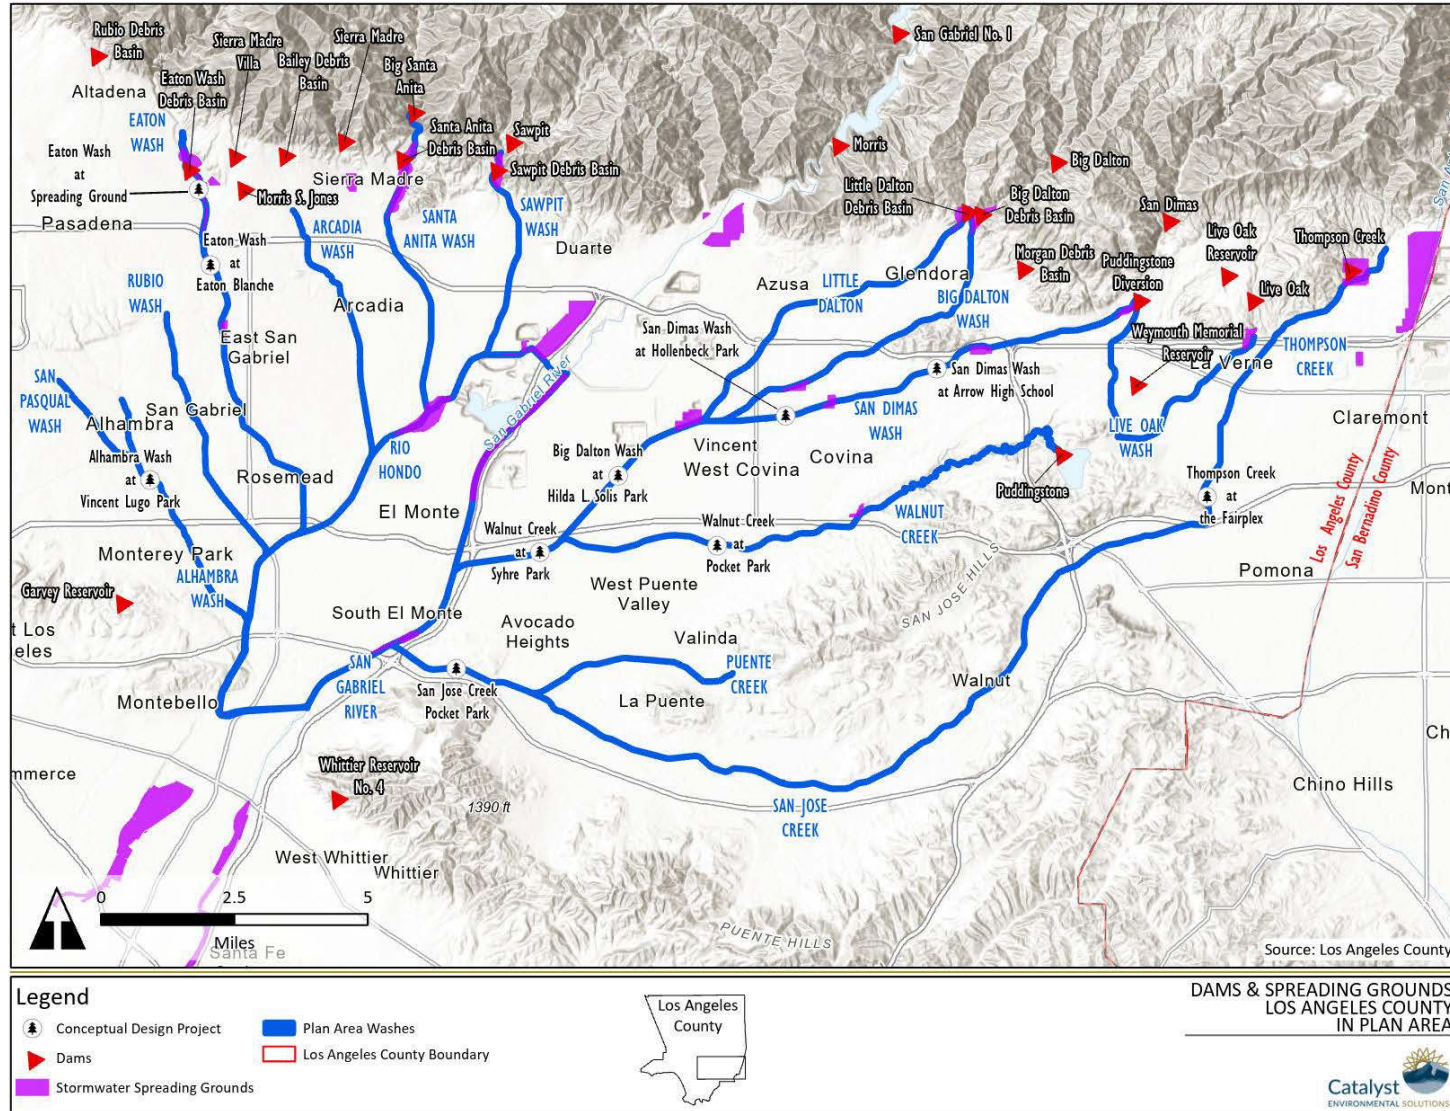 Rubio Debris
Basin
Sierra Madre
Villa
Sierra Madre
Bailey Debris
Basin
Big Santa
Anita
San Gabriel No. 1
Eaton Wash
Debris Basin
Altadena
EATON
WASH
Santa Anita
Debris Basin
Sawpit
Morris
Big Dalton
Eaton Wash
at
Spreading Ground
Sierra Madre
Sawpit Debris Basin
Little Dalton
Debris Basin
Big Dalton
Debris Basin
San Dimas
Morris S. Jones
Pasadena
ARCADIA
WASH
SANTA
ANITA WASH
SAWPIT
WASH
Duarte
Live Oak
Reservoir
Thompson Creek
Eaton Wash
at
Eaton Blanche
Morgan Debris
Basin
Puddingstone
Diversion
RUBIO
WASH
Arcadia
Azusa
LITTLE
DALTON
Glendora
BIG DALTON
WASH
Live Oak
East San
Gabriel
San Dimas Wash
at Hollenbeck Park
Weymouth Memorial
Reservoir
La Verne
THOMPSON
CREEK
SAN
PASQUAL
WASH
San Gabriel River
San Dimas Wash
at Arrow High School
San Gabriel
Alhambra
SAN DIMAS
WASH
LIVE OAK
WASH
Claremont
RIO
HONDO
Vincent
West Covina
Covina
Alhambra Wash
at
Vincent Lugo Park
Rosemead
Big Dalton Wash
at
Hilda L. Solis Park
Puddingstone
Thompson Creek
at
the Fairplex
Mont
El Monte
Walnut Creek
at
Syhre Park
Walnut Creek
at
Pocket Park
WALNUT
CREEK
Los Angeles County
San Bernadino County
Monterey Park
ALHAMBRA
WASH
Garvey Reservoir
West Puente
Valley
SAN JOSE HILLS
Pomona
South El Monte
t Los
eles
Avocado
Heights
Valinda
SAN
GABRIEL
RIVER
PUENTE
CREEK
San Jose Creek
Pocket Park
Walnut
Montebello
La Puente
Ch
Whittier Reservoir
No. 4
mmerce
1390 ft
SAN JOSE
CREEK
Chino Hills
West Whittier
Whittier
0
2.5
5
Miles
Santa Fe
PUENTE HILLS
Source: Los Angeles County
Legend
Conceptual Design Project
Dams
Stormwater Spreading Grounds
Plan Area Washes
Los Angeles County Boundary
Los Angeles
County
DAMS & SPREADING GROUNDS
LOS ANGELES COUNTY
IN PLAN AREA
Catalyst
ENVIRONMENTAL SOLUTIONS